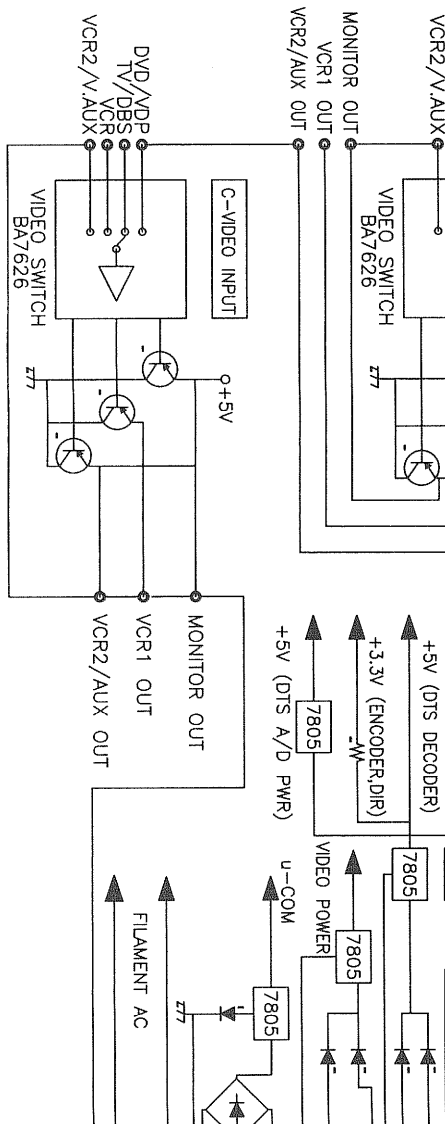 VCR2/V.AUX
VIDEO SWITCH
BA7626
MONITOR OUT
VCR1 OUT
VCR2/AUX OUT
C-VIDEO INPUT
DVD/VDP
TV/DBS
VCR
VCR2/V.AUX
VIDEO SWITCH
BA7626
+5V
MONITOR OUT
VCR1 OUT
VCR2/AUX OUT
+5V (DTS DECODER)
7805
+3.3V (ENCODER,DIR)
+5V (DTS A/D PWR)
7805
VIDEO POWER
7805
u-COM
7805
FILAMENT AC